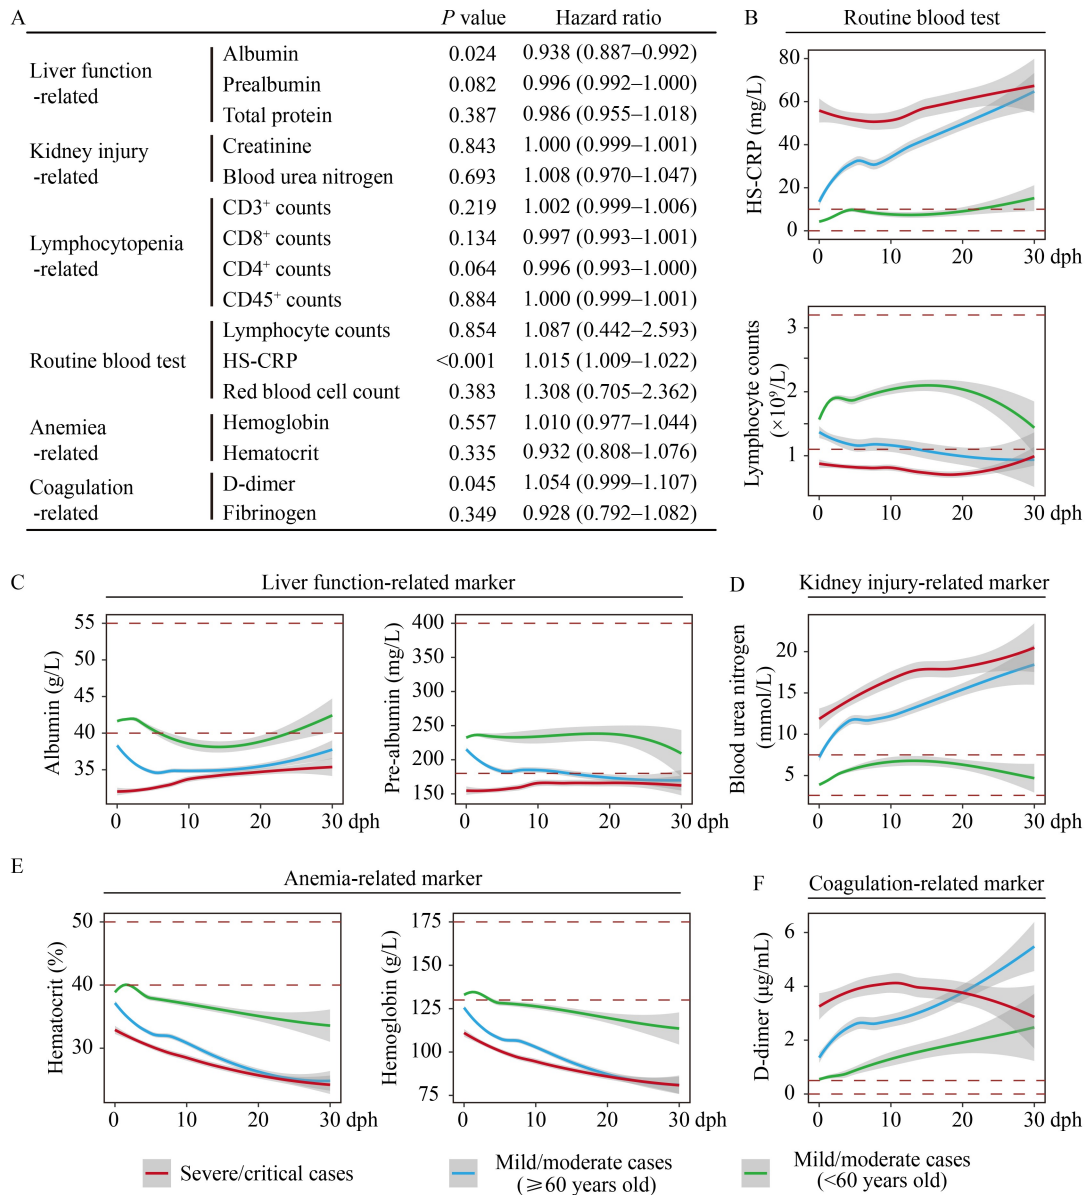 A
P value Hazard ratio
Liver function
-related
Albumin 0.024 0.938 (0.887–0.992)
Prealbumin 0.082 0.996 (0.992–1.000)
Total protein 0.387 0.986 (0.955–1.018)
Kidney injury
-related
Creatinine 0.843 1.000 (0.999–1.001)
Blood urea nitrogen 0.693 1.008 (0.970–1.047)
Lymphocytopenia
-related
CD3⁺ counts 0.219 1.002 (0.999–1.006)
CD8⁺ counts 0.134 0.997 (0.993–1.001)
CD4⁺ counts 0.064 0.996 (0.993–1.000)
CD45⁺ counts 0.884 1.000 (0.999–1.001)
Routine blood test
Lymphocyte counts 0.854 1.087 (0.442–2.593)
HS-CRP <0.001 1.015 (1.009–1.022)
Red blood cell count 0.383 1.308 (0.705–2.362)
Anemiea
-related
Hemoglobin 0.557 1.010 (0.977–1.044)
Hematocrit 0.335 0.932 (0.808–1.076)
Coagulation
-related
D-dimer 0.045 1.054 (0.999–1.107)
Fibrinogen 0.349 0.928 (0.792–1.082)
B
Routine blood test
HS-CRP (mg/L)
80
60
40
20
0
0 10 20 30 dph
Lymphocyte counts
(×10⁹/L)
3
2
1
0 10 20 30 dph
C
Liver function-related marker
Albumin (g/L)
55
50
45
40
35
0 10 20 30 dph
Pre-albumin (mg/L)
400
350
300
250
200
150
0 10 20 30 dph
D
Kidney injury-related marker
Blood urea nitrogen
(mmol/L)
20
15
10
5
0 10 20 30 dph
E
Anemia-related marker
Hematocrit (%)
50
40
30
0 10 20 30 dph
Hemoglobin (g/L)
175
150
125
100
75
0 10 20 30 dph
F
Coagulation-related marker
D-dimer (μg/mL)
6
4
2
0
0 10 20 30 dph
Severe/critical cases
Mild/moderate cases
(⩾60 years old)
Mild/moderate cases
(<60 years old)